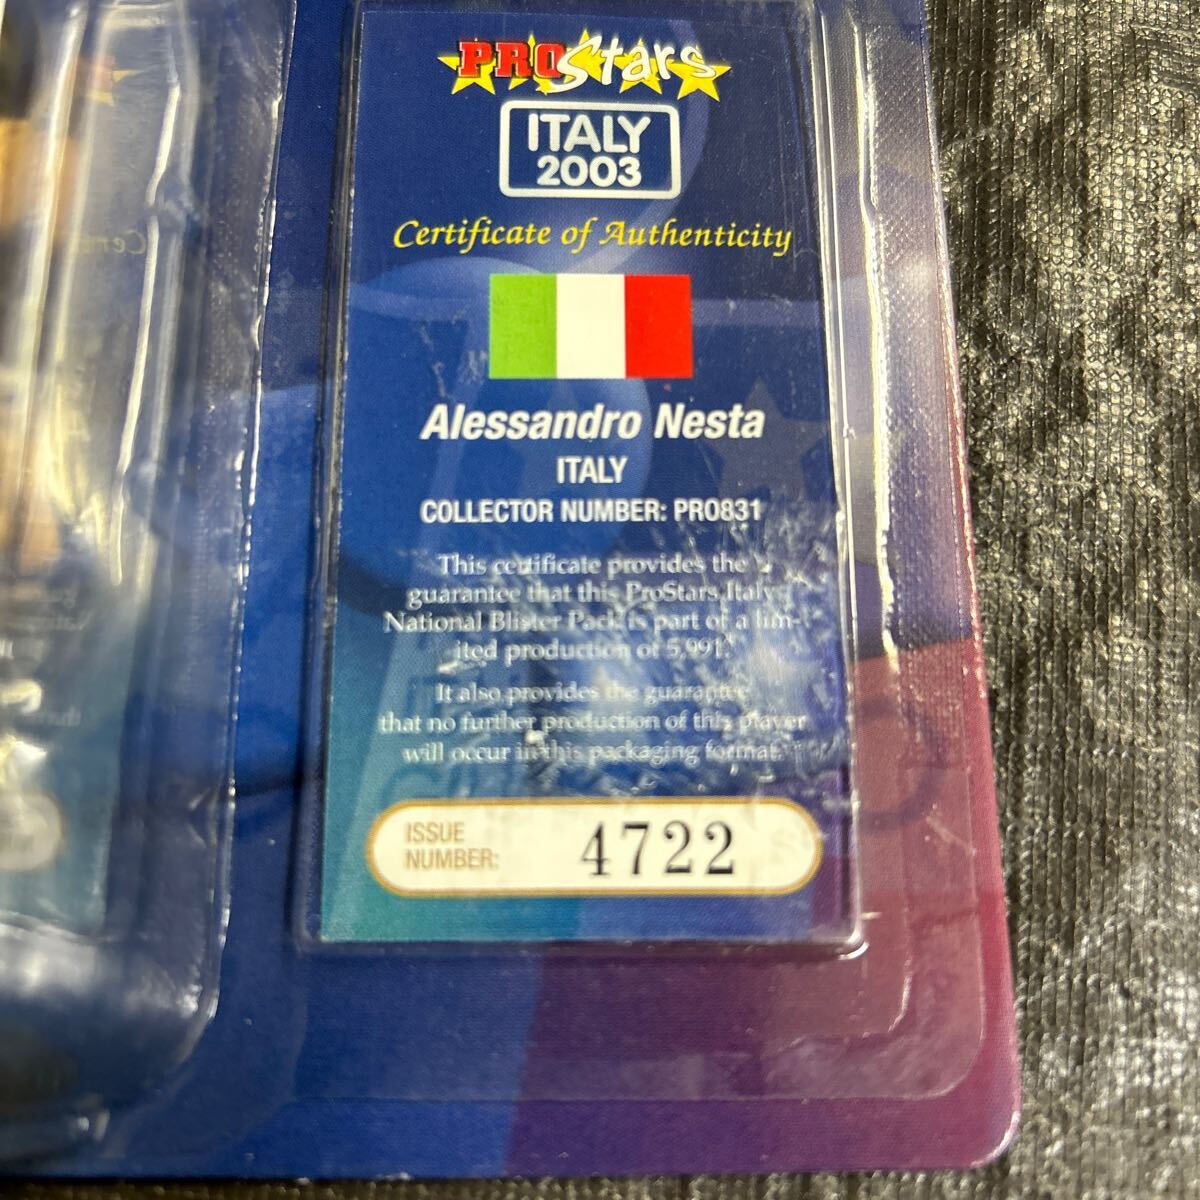 PROStars
ITALY
2003
Certificate of Authenticity
Alessandro Nesta
ITALY
COLLECTOR NUMBER: PRO831
This certificate provides the
guarantee that this ProStars Italy
National Blister Pack is part of a lim-
ited production of 5,991.
It also provides the guarantee
that no further production of this player
will occur in this packaging format.
ISSUE
NUMBER:
4722